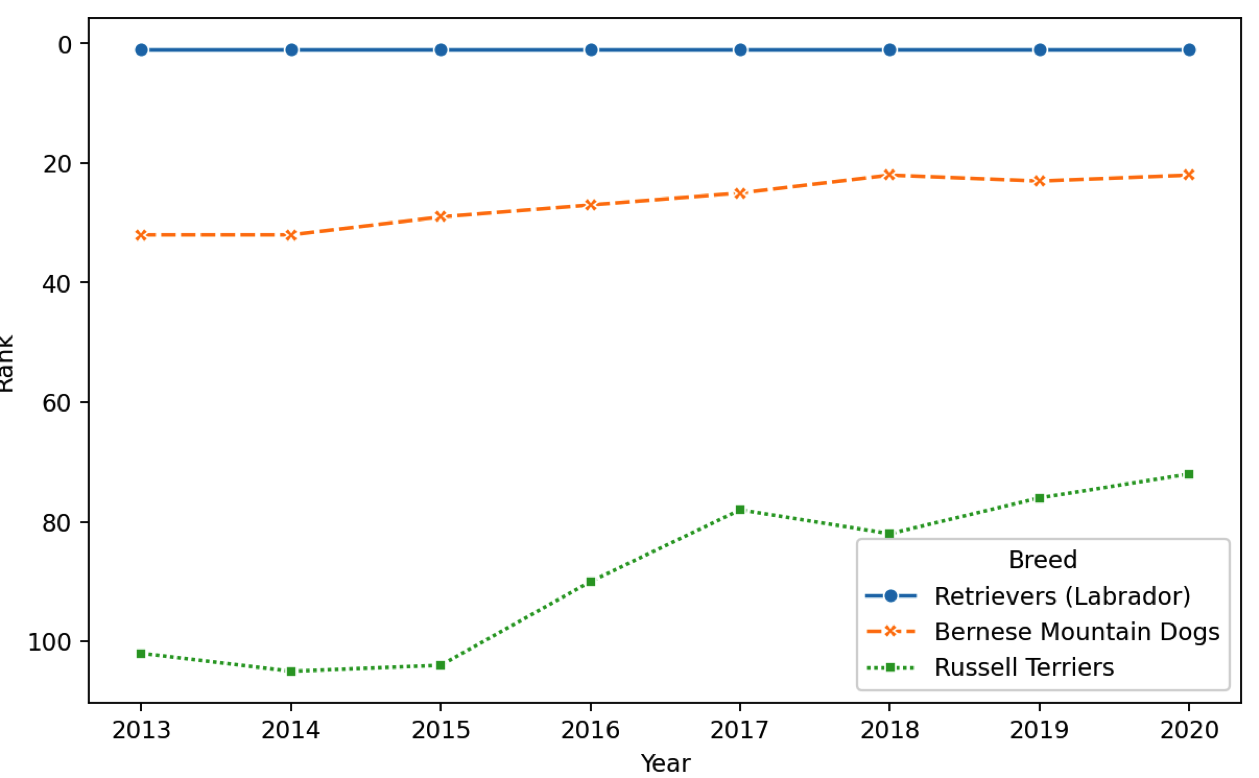 0
20
40
60
80
100
Rank
2013 2014 2015 2016 2017 2018 2019 2020
Year
Breed
Retrievers (Labrador)
Bernese Mountain Dogs
Russell Terriers